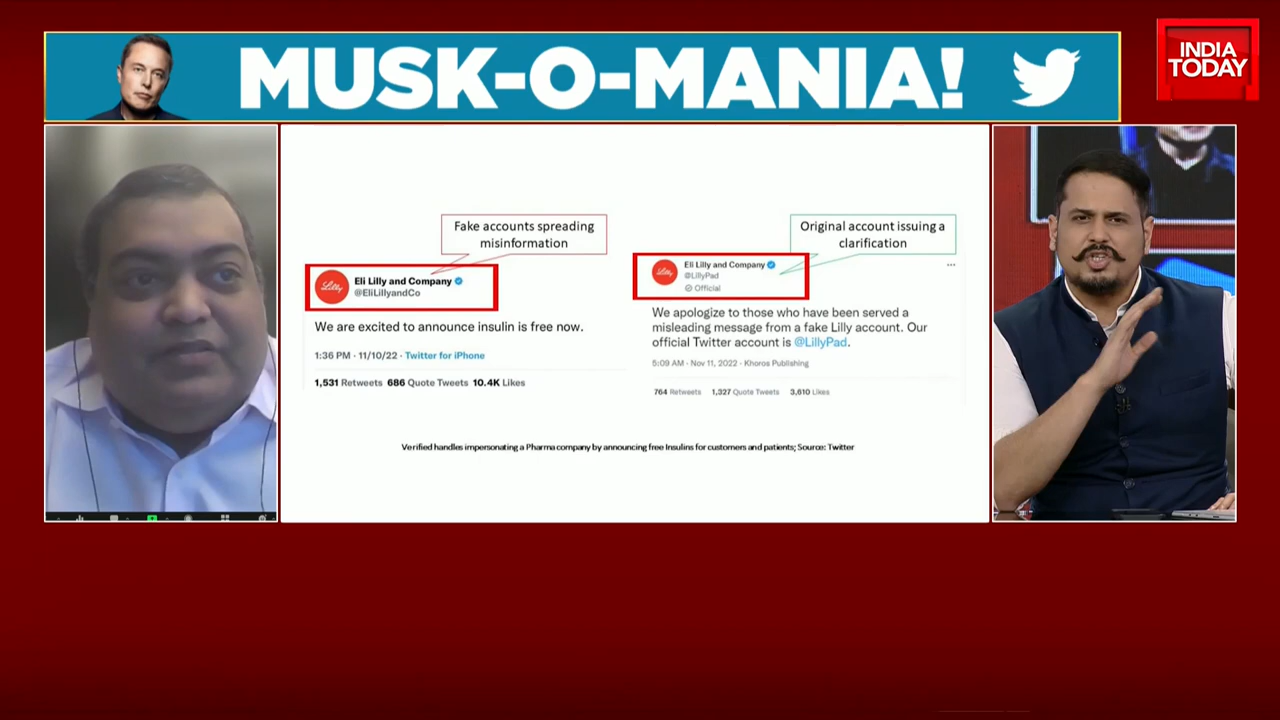 MUSK-O-MANIA!
INDIA
TODAY
Fake accounts spreading
misinformation
Eli Lilly and Company
@EliLillyandCo
Lilly
We are excited to announce insulin is free now.
1:36 PM · 11/10/22 · Twitter for iPhone
1,531 Retweets 686 Quote Tweets 10.4K Likes
Original account issuing a
clarification
Eli Lilly and Company
@LillyPad
Official
Lilly
...
We apologize to those who have been served a
misleading message from a fake Lilly account. Our
official Twitter account is @LillyPad.
5:09 AM · Nov 11, 2022 · Khoros Publishing
764 Retweets 1,327 Quote Tweets 3,610 Likes
Verified handles impersonating a Pharma company by announcing free Insulins for customers and patients; Source: Twitter